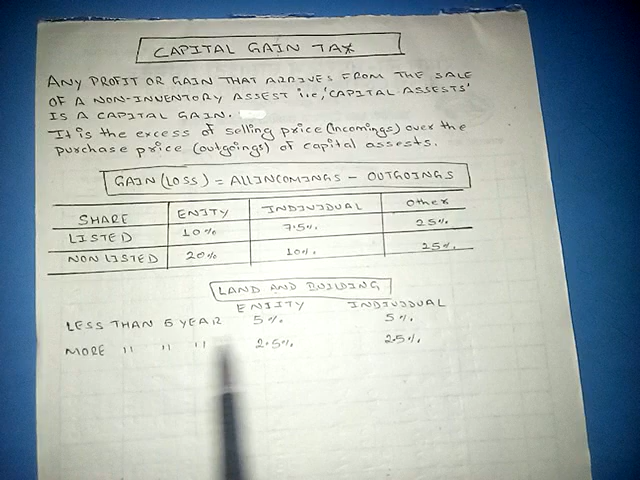 CAPITAL GAIN TAX
ANY PROFIT OR GAIN THAT ARRIVES FROM THE SALE
OF A NON-INVENTORY ASSEST i.e, 'CAPITAL ASSESTS'
IS A CAPITAL GAIN.
It is the excess of selling price (Incomings) over the
purchase price (outgoings) of capital assests.
GAIN (LOSS) = ALL INCOMINGS - OUTGOINGS
SHARE ENITY INDIVIDUAL Other
LISTED 10% 7.5% 25%
NON LISTED 20% 10% 25%
LAND AND BUILDING
ENITY INDIVIDUAL
LESS THAN 5 YEAR 5% 5%
MORE " " " 2.5% 2.5%